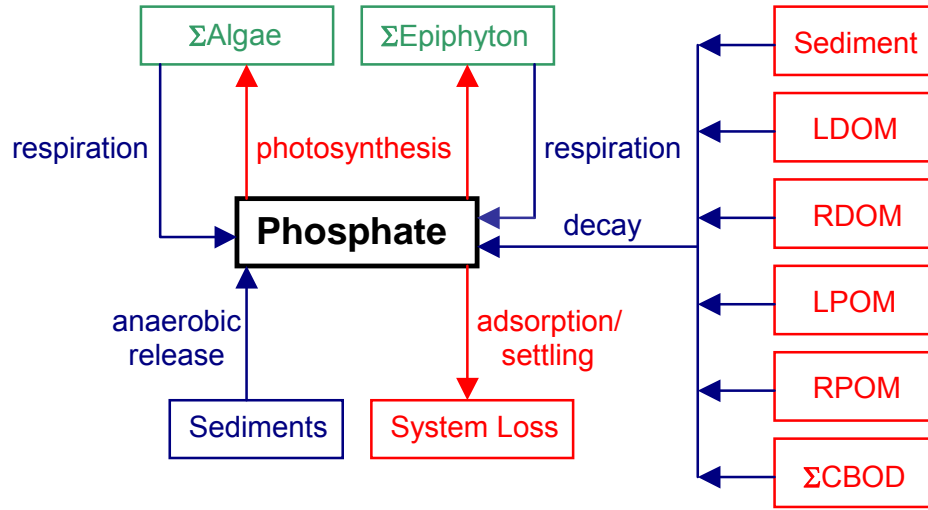 ΣAlgae
ΣEpiphyton
Sediment
respiration
photosynthesis
respiration
LDOM
Phosphate
decay
RDOM
anaerobic
release
adsorption/
settling
LPOM
RPOM
Sediments
System Loss
ΣCBOD